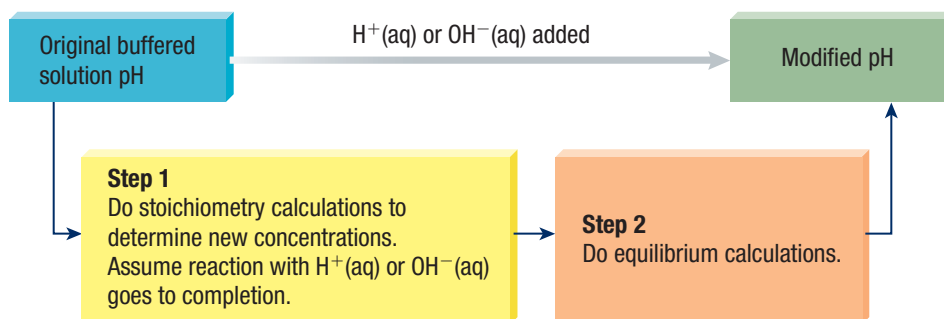 Original buffered
solution pH
H⁺(aq) or OH⁻(aq) added
Modified pH
Step 1
Do stoichiometry calculations to
determine new concentrations.
Assume reaction with H⁺(aq) or OH⁻(aq)
goes to completion.
Step 2
Do equilibrium calculations.